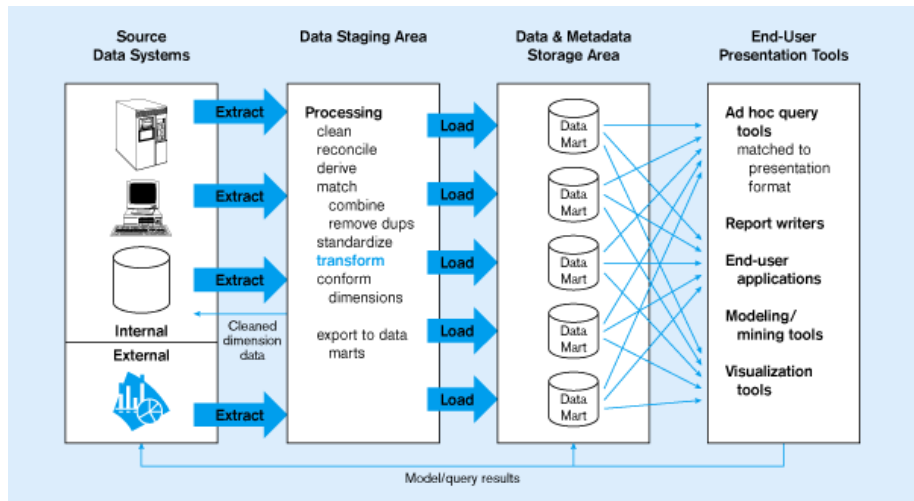 Source
Data Systems
Data Staging Area
Data & Metadata
Storage Area
End-User
Presentation Tools
Extract
Extract
Extract
Internal
External
Extract
Processing
clean
reconcile
derive
match
combine
remove dups
standardize
transform
conform
dimensions
export to data
marts
Cleaned
dimension
data
Load
Load
Load
Load
Load
Data
Mart
Data
Mart
Data
Mart
Data
Mart
Data
Mart
Ad hoc query
tools
matched to
presentation
format
Report writers
End-user
applications
Modeling/
mining tools
Visualization
tools
Model/query results